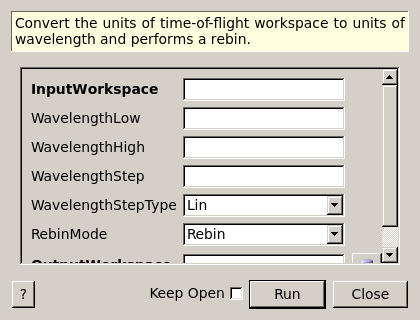 Convert the units of time-of-flight workspace to units of
wavelength and performs a rebin.
InputWorkspace
WavelengthLow
WavelengthHigh
WavelengthStep
WavelengthStepType Lin
RebinMode Rebin
OutputWorkspace
? Keep Open Run Close